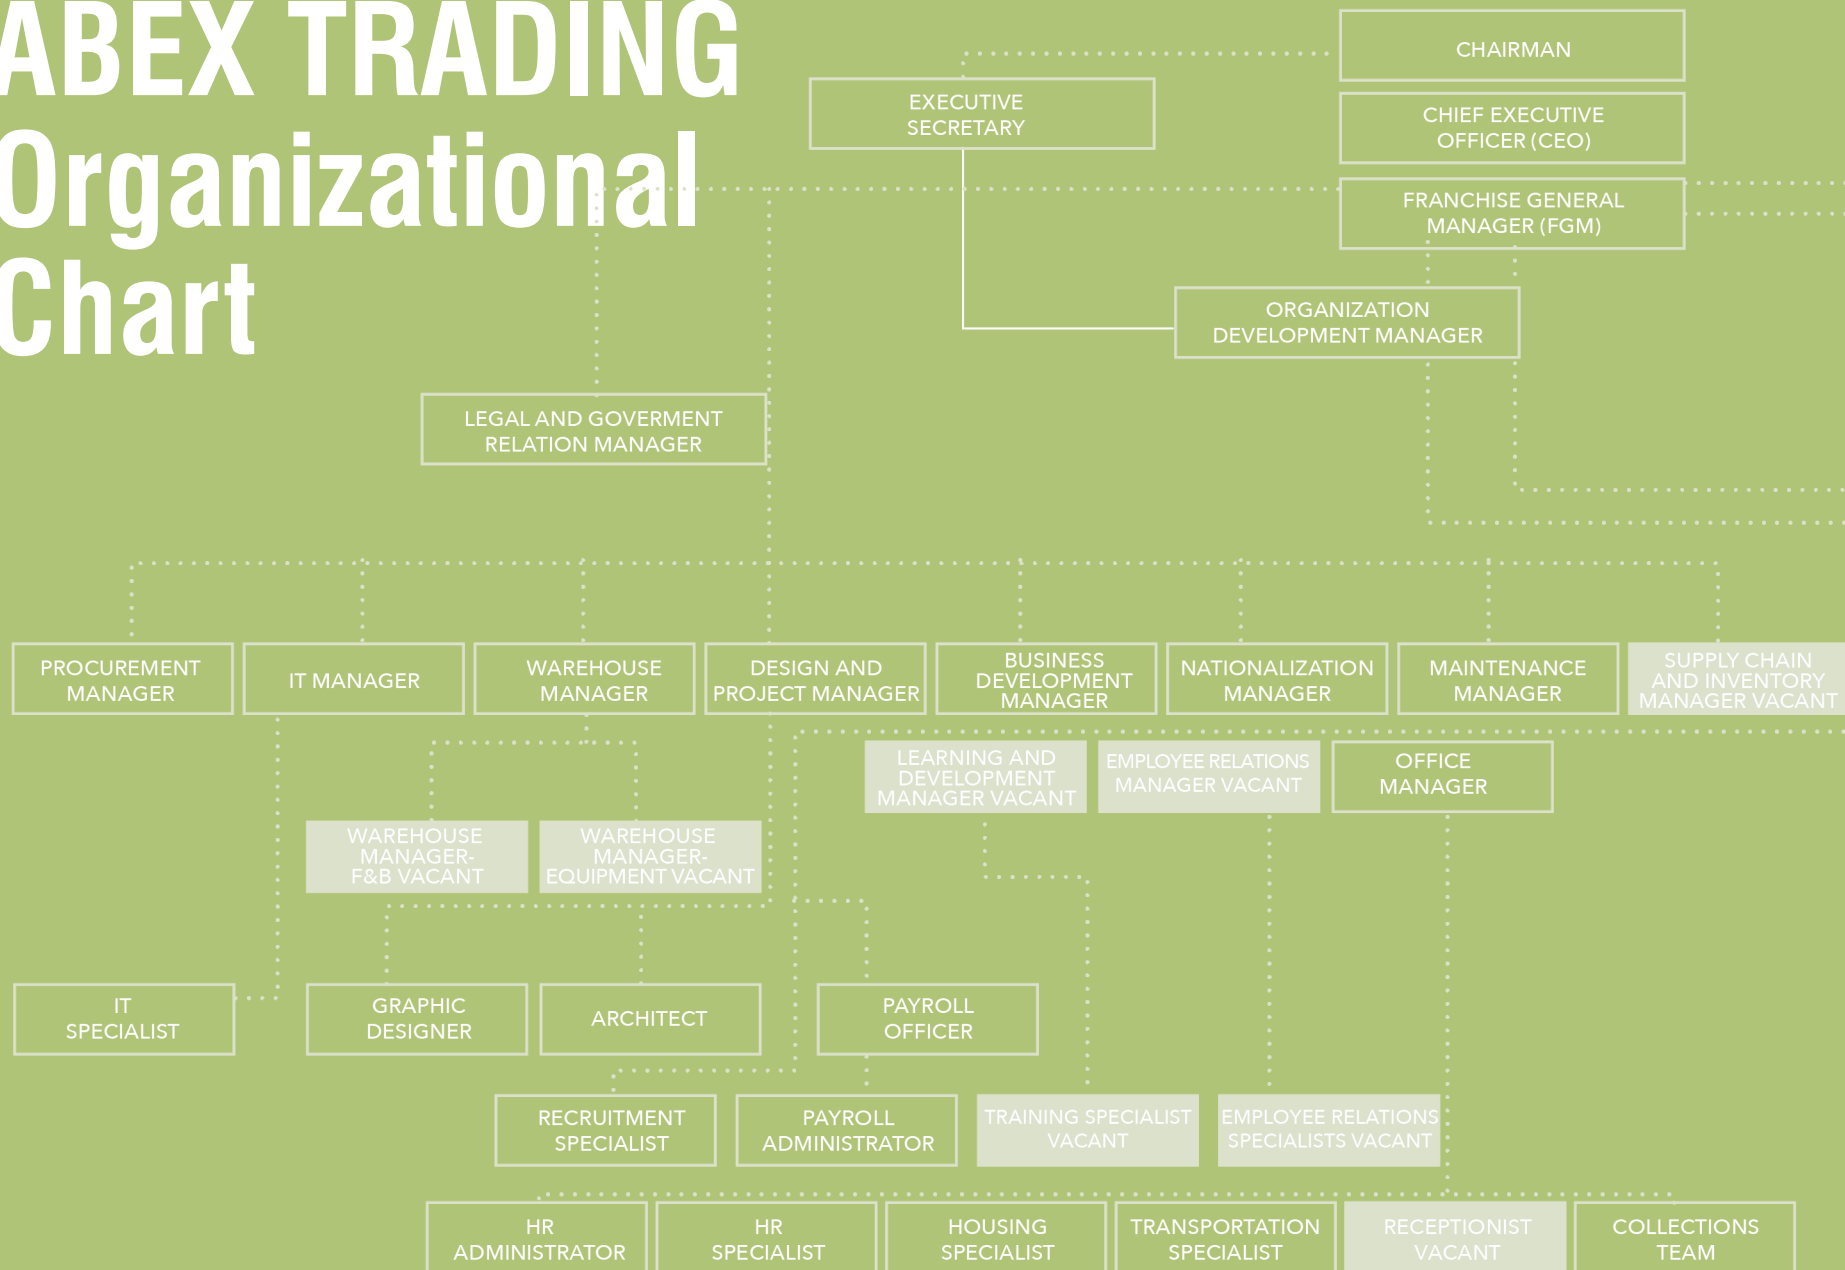 ABEX TRADING
Organizational
Chart
CHAIRMAN
EXECUTIVE
SECRETARY
CHIEF EXECUTIVE
OFFICER (CEO)
FRANCHISE GENERAL
MANAGER (FGM)
ORGANIZATION
DEVELOPMENT MANAGER
LEGAL AND GOVERMENT
RELATION MANAGER
PROCUREMENT
MANAGER
IT MANAGER
WAREHOUSE
MANAGER
DESIGN AND
PROJECT MANAGER
BUSINESS
DEVELOPMENT
MANAGER
NATIONALIZATION
MANAGER
MAINTENANCE
MANAGER
SUPPLY CHAIN
AND INVENTORY
MANAGER VACANT
LEARNING AND
DEVELOPMENT
MANAGER VACANT
EMPLOYEE RELATIONS
MANAGER VACANT
OFFICE
MANAGER
WAREHOUSE
MANAGER-
F&B VACANT
WAREHOUSE
MANAGER-
EQUIPMENT VACANT
IT
SPECIALIST
GRAPHIC
DESIGNER
ARCHITECT
PAYROLL
OFFICER
RECRUITMENT
SPECIALIST
PAYROLL
ADMINISTRATOR
TRAINING SPECIALIST
VACANT
EMPLOYEE RELATIONS
SPECIALISTS VACANT
HR
ADMINISTRATOR
HR
SPECIALIST
HOUSING
SPECIALIST
TRANSPORTATION
SPECIALIST
RECEPTIONIST
VACANT
COLLECTIONS
TEAM